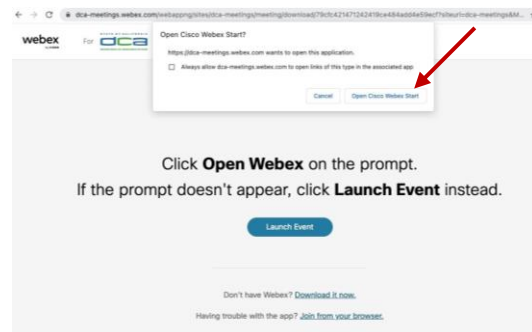 dca-meetings.webex.com/webappng/sites/dca-meetings/meeting/download/
webex
For dca
Open Cisco Webex Start?
https://dca-meetings.webex.com wants to open this application.
Always allow dca-meetings.webex.com to open links of this type in the associated app
Cancel
Open Cisco Webex Start
Click Open Webex on the prompt.
If the prompt doesn't appear, click Launch Event instead.
Launch Event
Don't have Webex? Download it now.
Having trouble with the app? Join from your browser.